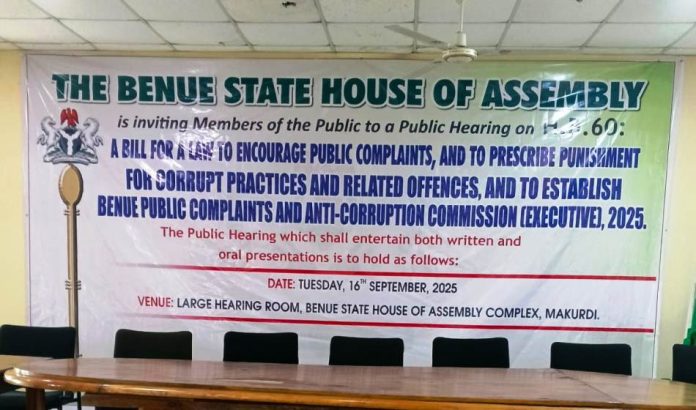 THE BENUE STATE HOUSE OF ASSEMBLY
is inviting Members of the Public to a Public Hearing on H.B.60:
A BILL FOR A LAW TO ENCOURAGE PUBLIC COMPLAINTS, AND TO PRESCRIBE PUNISHMENT
FOR CORRUPT PRACTICES AND RELATED OFFENCES, AND TO ESTABLISH
BENUE PUBLIC COMPLAINTS AND ANTI-CORRUPTION COMMISSION (EXECUTIVE), 2025.
The Public Hearing which shall entertain both written and
oral presentations is to hold as follows:
DATE: TUESDAY, 16TH SEPTEMBER, 2025
VENUE: LARGE HEARING ROOM, BENUE STATE HOUSE OF ASSEMBLY COMPLEX, MAKURDI.